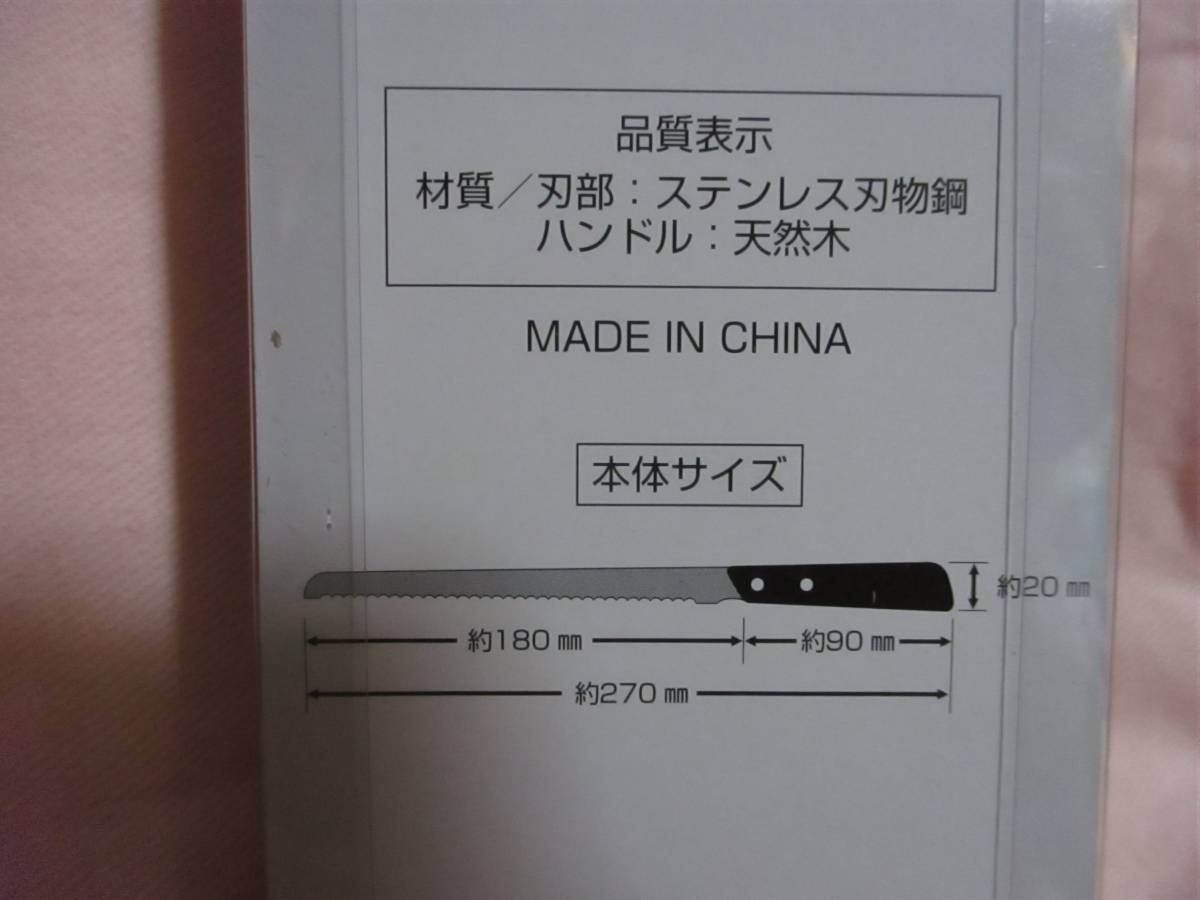 品質表示
材質／刃部：ステンレス刃物鋼
ハンドル：天然木
MADE IN CHINA
本体サイズ
約20㎜
約180㎜
約90㎜
約270㎜